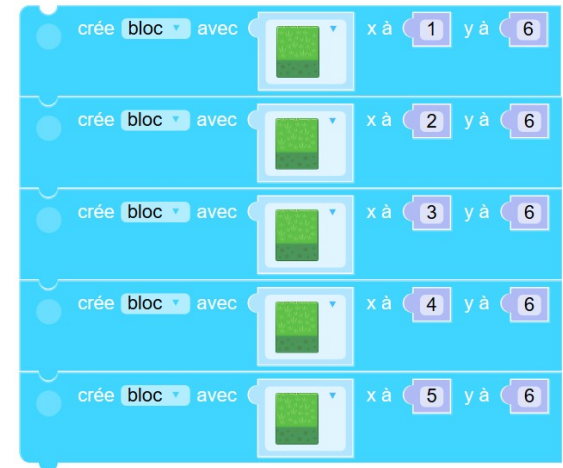 crée bloc avec x à 1 y à 6
crée bloc avec x à 2 y à 6
crée bloc avec x à 3 y à 6
crée bloc avec x à 4 y à 6
crée bloc avec x à 5 y à 6